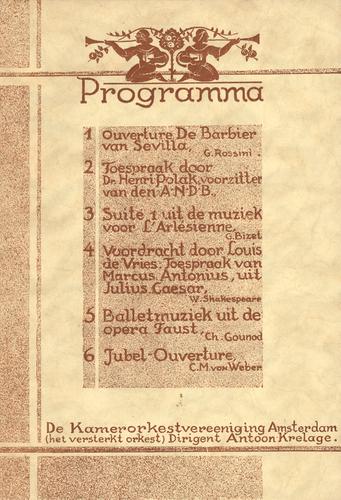 Programma
1 Ouverture De Barbier
van Sevilla,
G. Rossini.
2 Toespraak door
Dr. Henri Polak, voorzitter
van den A·N·D·B.,
3 Suite 1 uit de muziek
voor L'Arlésienne,
G. Bizet
4 Voordracht door Louis
de Vries: Toespraak van
Marcus Antonius, uit
Julius Caesar,
W. Shakespeare
5 Balletmuziek uit de
opera Faust,
Ch. Gounod
6 Jubel-Ouverture,
C.M. von Weber
De Kamerorkestvereeniging Amsterdam
(het versterkt orkest) Dirigent Antoon Krelage.